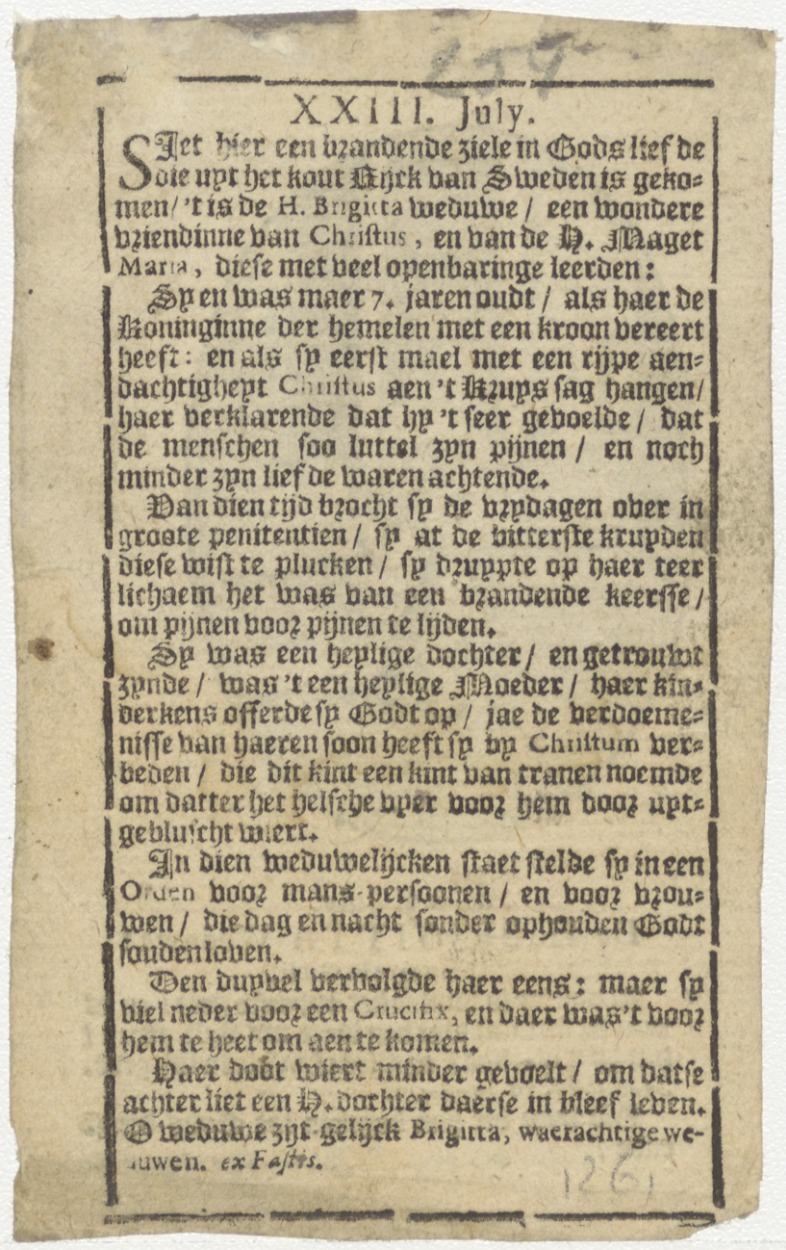 254
XXIII. July.
SIet hier een brandende ziele in Gods liefde
die uyt het kout Rijck van Sweden is geko-
men/ 't is de H. Brigitta weduwe/ een wondere
vriendinne van Christus, en van de H. Maget
Maria, diese met veel openbaringe leerden:
Sy en was maer 7. jaren oudt/ als haer de
Koninginne der hemelen met een kroon vereert
heeft: en als sy eerst mael met een rijpe aen-
dachtigheyt Christus aen 't Kruys sag hangen/
haer verklarende dat hy 't seer gevoelde/ dat
de menschen soo luttel zyn pijnen/ en noch
minder zyn liefde waren achtende.
Van dien tijd brocht sy de vrydagen over in
groote penitentien/ sy at de bitterste kruyden
diese wist te plucken/ sy druppte op haer teer
lichaem het was van een brandende keersse/
om pijnen voor pijnen te lijden.
Sy was een heylige dochter/ en getrouwt
zynde/ was 't een heylige Moeder/ haer kin-
derkens offerde sy Godt op/ jae de verdoeme-
nisse van haeren soon heeft sy by Christum ver-
beden/ die dit kint een kint van tranen noemde
om datter het helsche vyer voor hem door uyt-
gebluscht wiert.
In dien weduwelijcken staet stelde sy in een
Orden voor mans-persoonen/ en voor vrou-
wen/ die dag en nacht sonder ophouden Godt
souden loven.
Den duyvel vervolgde haer eens: maer sy
viel neder voor een Crucifix, en daer was't voor
hem te heet om aen te komen.
Haer dobt wiert minder gevoelt/ om datse
achter liet een H. dochter daerse in bleef leven.
O weduwe zyt gelijck Brigitta, waerachtige we-
duwen. ex Fastis.
1261